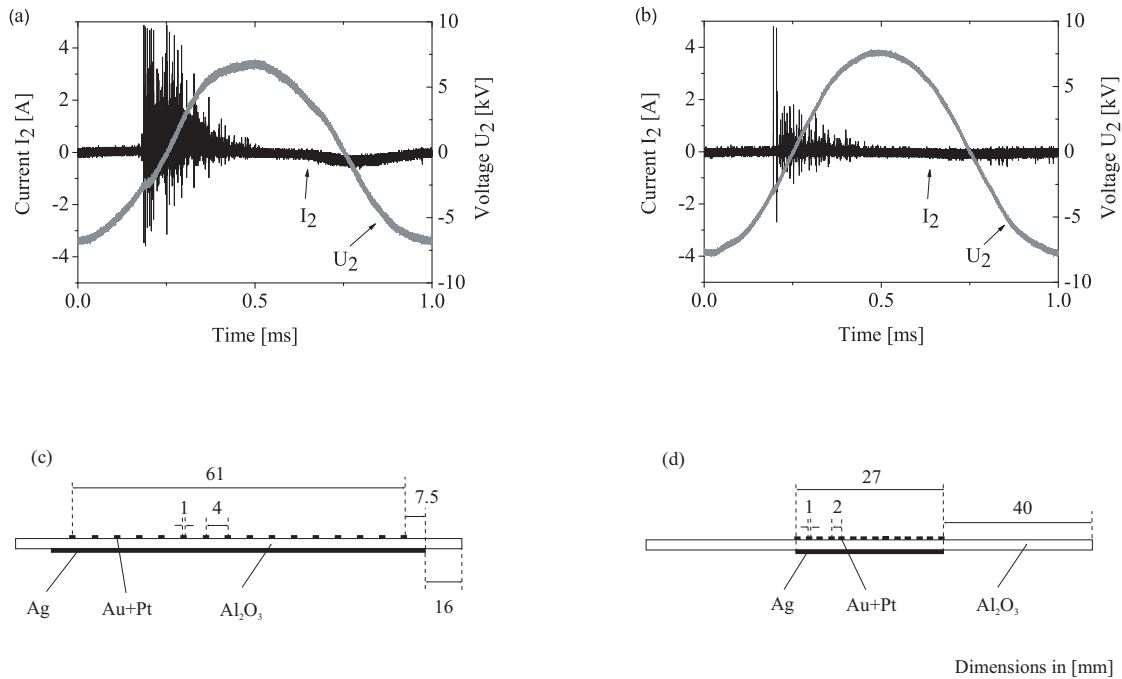 (a)
4
2
0
-2
-4
Current I2 [A]
10
5
0
-5
-10
Voltage U2 [kV]
I2
U2
0.0 0.5 1.0
Time [ms]
(b)
4
2
0
-2
-4
Current I2 [A]
10
5
0
-5
-10
Voltage U2 [kV]
I2
U2
0.0 0.5 1.0
Time [ms]
(c)
61
7.5
1 4
Ag Au+Pt Al2O3 16
(d)
27
1 2 40
Ag Au+Pt Al2O3
Dimensions in [mm]